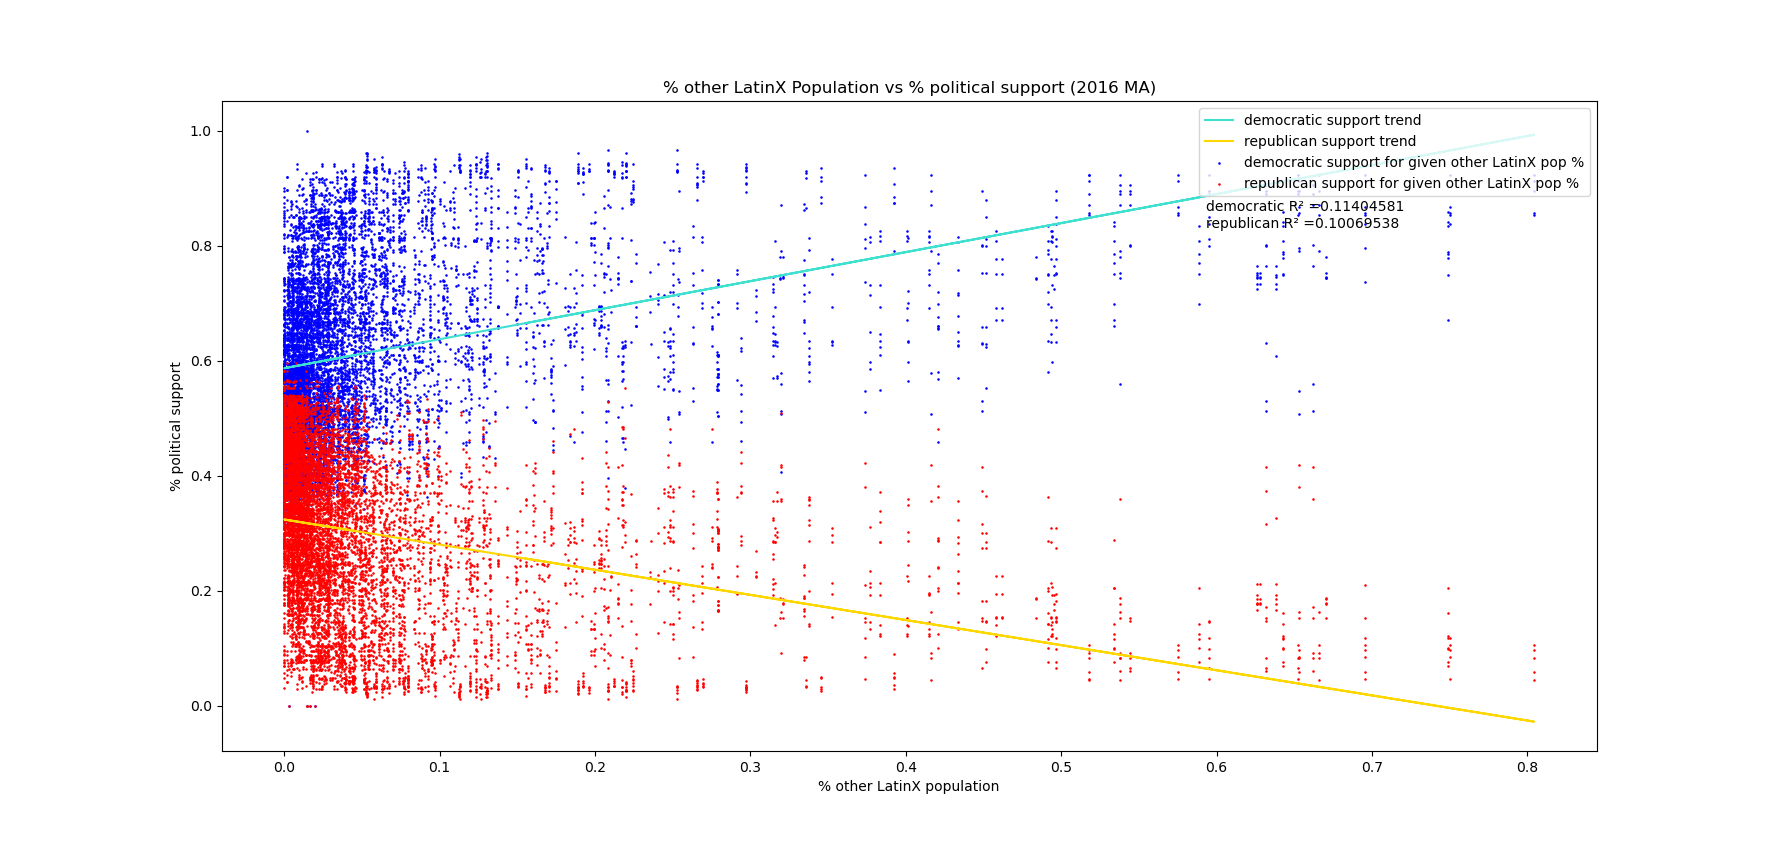 % other LatinX Population vs % political support (2016 MA)
democratic support trend
republican support trend
democratic support for given other LatinX pop %
republican support for given other LatinX pop %
democratic R² =0.11404581
republican R² =0.10069538
% political support
1.0
0.8
0.6
0.4
0.2
0.0
0.0 0.1 0.2 0.3 0.4 0.5 0.6 0.7 0.8
% other LatinX population